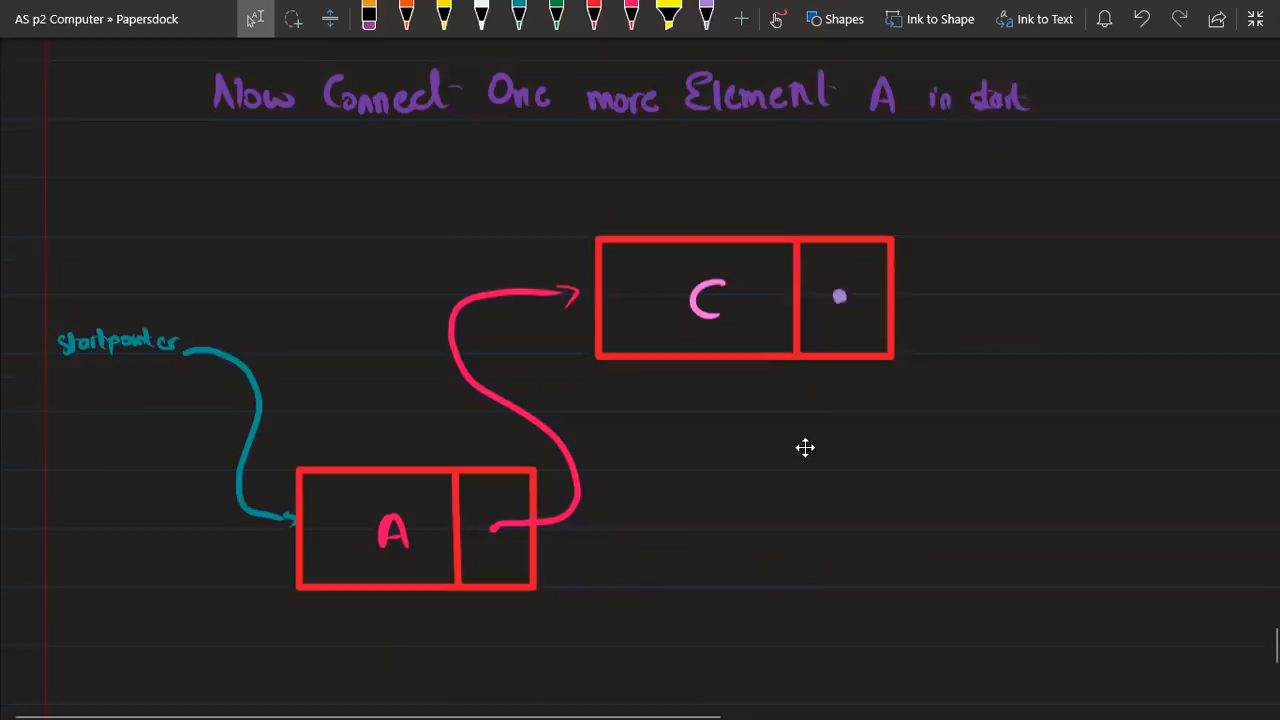 AS p2 Computer » Papersdock
Shapes
Ink to Shape
Ink to Text
Now Connect One more Element A in start
C
startpointer
A